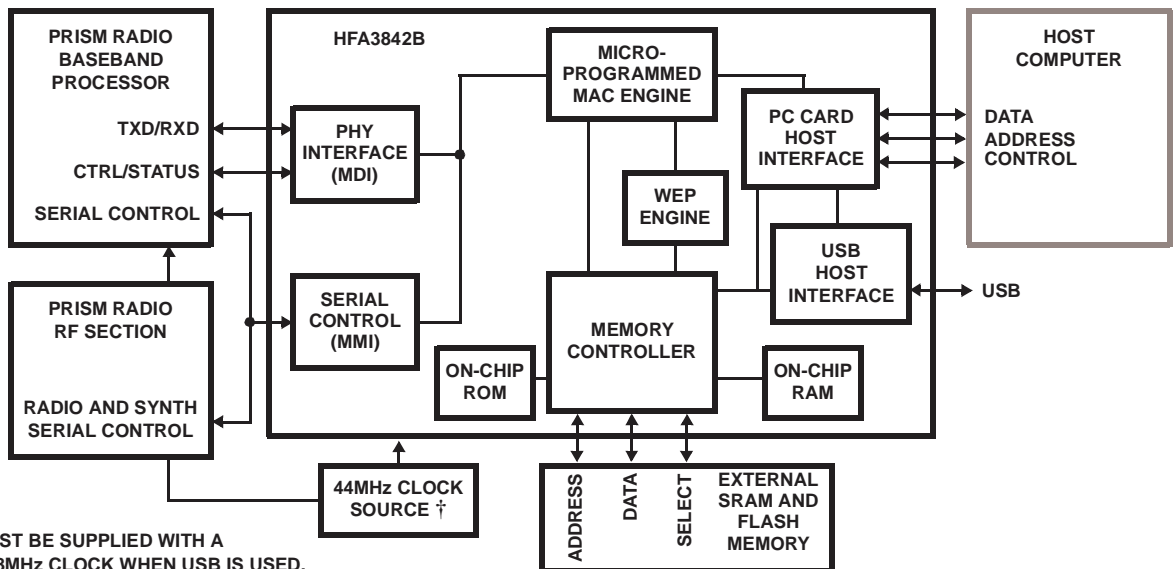 PRISM RADIO
BASEBAND
PROCESSOR
TXD/RXD
CTRL/STATUS
SERIAL CONTROL
PRISM RADIO
RF SECTION
RADIO AND SYNTH
SERIAL CONTROL
HFA3842B
PHY
INTERFACE
(MDI)
SERIAL
CONTROL
(MMI)
MICRO-
PROGRAMMED
MAC ENGINE
WEP
ENGINE
PC CARD
HOST
INTERFACE
USB
HOST
INTERFACE
MEMORY
CONTROLLER
ON-CHIP
ROM
ON-CHIP
RAM
HOST
COMPUTER
DATA
ADDRESS
CONTROL
USB
44MHz CLOCK
SOURCE †
ADDRESS
DATA
SELECT
EXTERNAL
SRAM AND
FLASH
MEMORY
BE SUPPLIED WITH A
CLOCK WHEN USB IS USED.